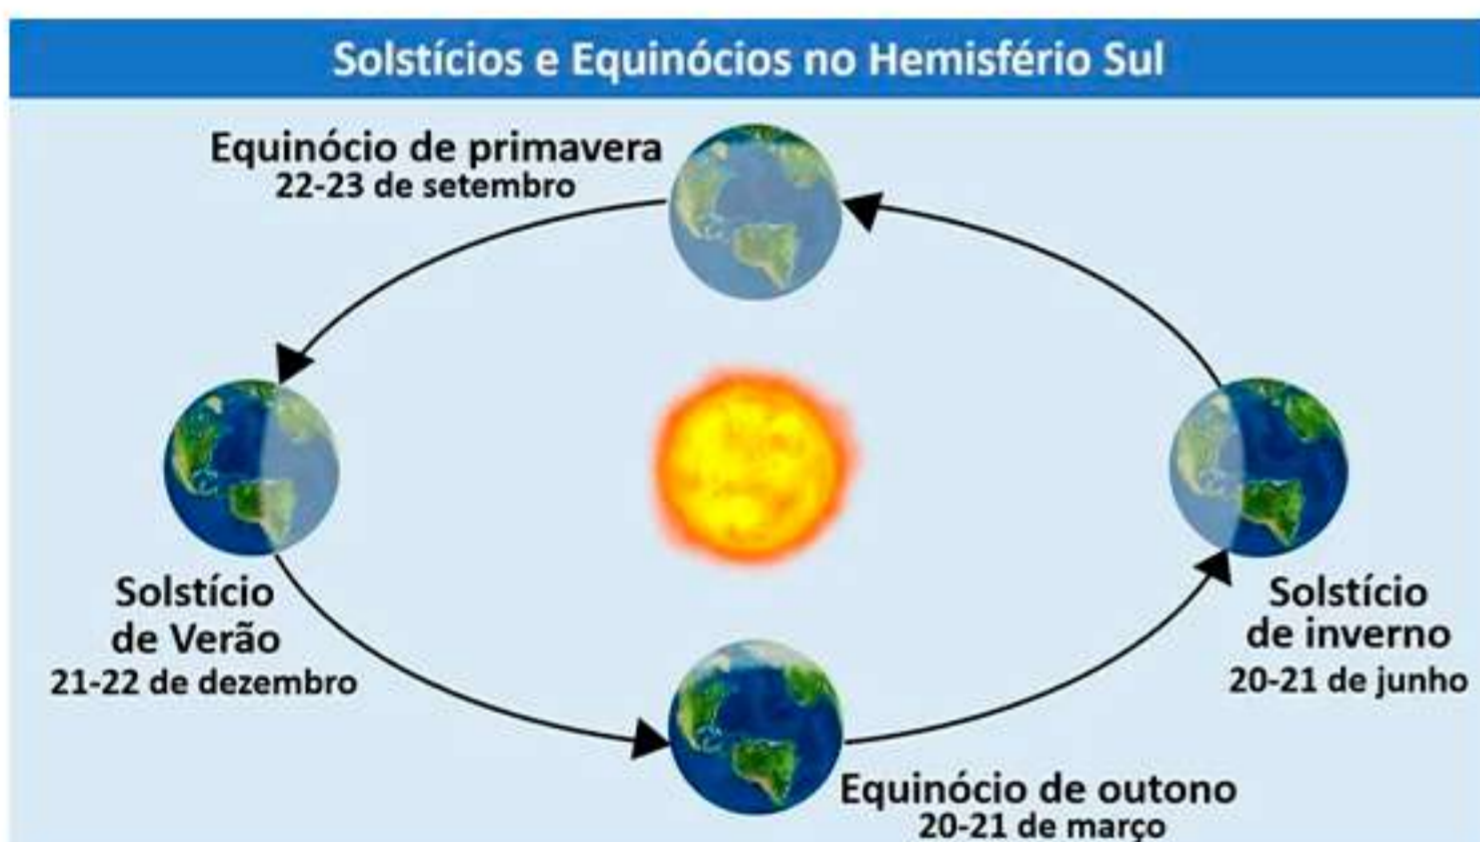 Solstícios e Equinócios no Hemisfério Sul
Equinócio de primavera
22-23 de setembro
Solstício
de Verão
21-22 de dezembro
Solstício
de inverno
20-21 de junho
Equinócio de outono
20-21 de março